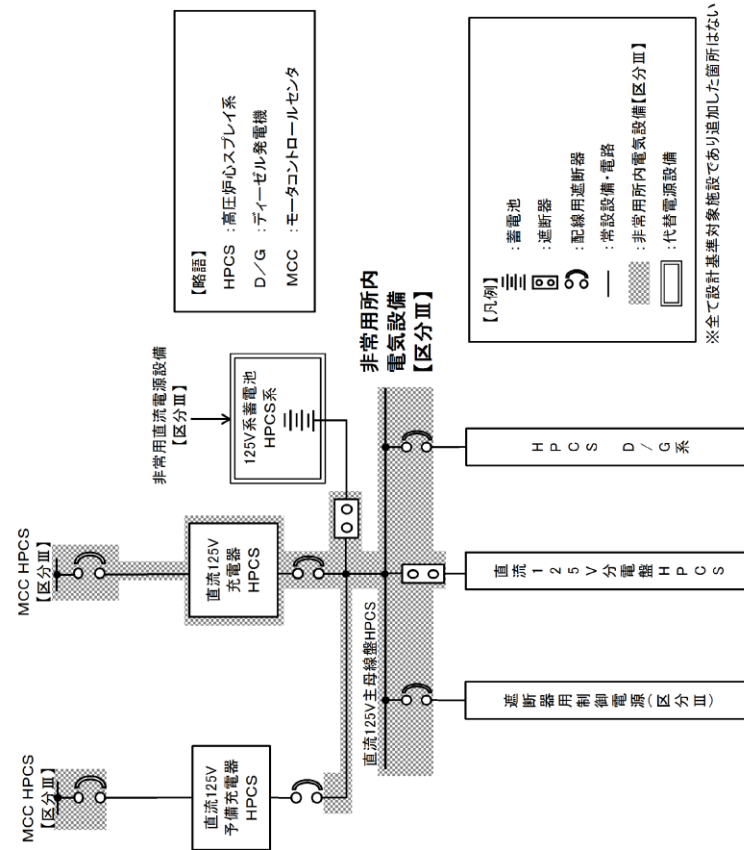 MCC HPCS
【区分Ⅲ】
直流125V
予備充電器
HPCS
MCC HPCS
【区分Ⅲ】
直流125V
充電器
HPCS
非常用直流電源設備
【区分Ⅲ】
125V系蓄電池
HPCS系
直流125V主母線盤HPCS
非常用所内
電気設備
【区分Ⅲ】
遮断器用制御電源(区分Ⅲ)
直流125V分電盤HPCS
HPCS D/G系
【略語】
HPCS :高圧炉心スプレイ系
D/G :ディーゼル発電機
MCC :モータコントロールセンタ
【凡例】
:蓄電池
:遮断器
:配線用遮断器
:常設設備・電路
:非常用所内電気設備【区分Ⅲ】
:代替電源設備
※全て設計基準対象施設であり追加した箇所はない